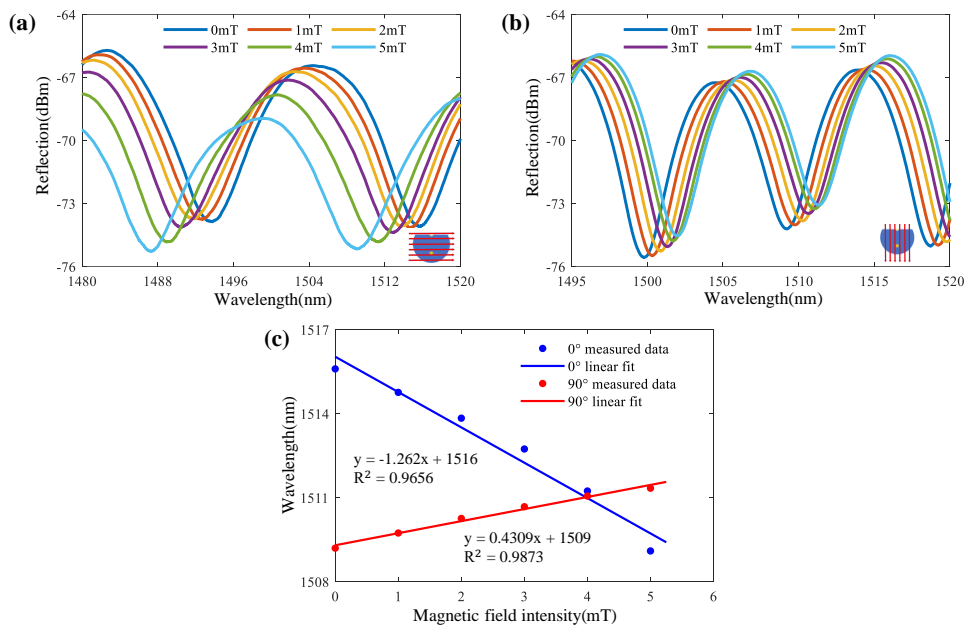 (a)
0mT 1mT 2mT
3mT 4mT 5mT
-64
-67
-70
-73
-76
Reflection(dBm)
1480 1488 1496 1504 1512 1520
Wavelength(nm)
(b)
0mT 1mT 2mT
3mT 4mT 5mT
-64
-67
-70
-73
-76
Reflection(dBm)
1495 1500 1505 1510 1515 1520
Wavelength(nm)
(c)
0° measured data
0° linear fit
90° measured data
90° linear fit
1517
1514
1511
1508
Wavelength(nm)
y = -1.262x + 1516
R² = 0.9656
y = 0.4309x + 1509
R² = 0.9873
0 1 2 3 4 5 6
Magnetic field intensity(mT)